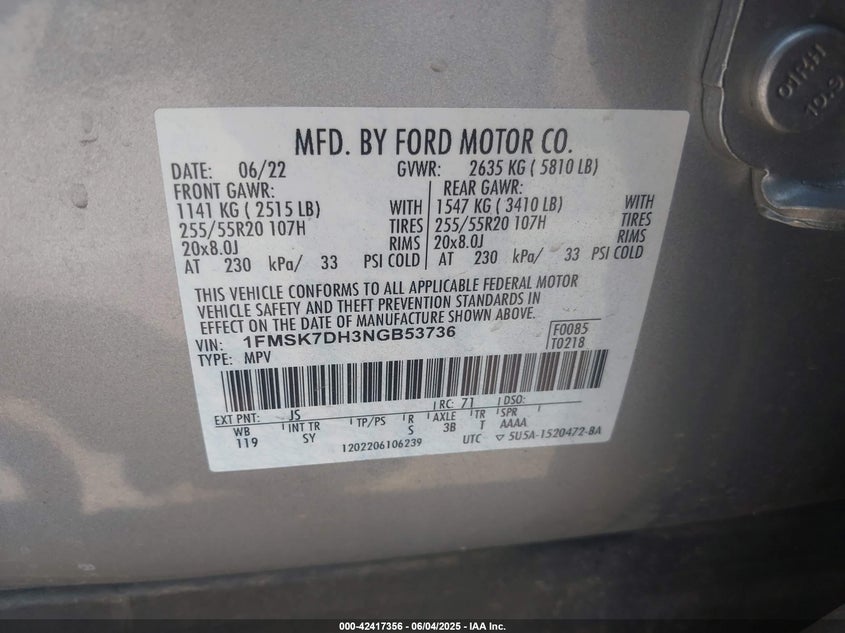 MFD. BY FORD MOTOR CO.
DATE: 06/22 GVWR: 2635 KG ( 5810 LB)
FRONT GAWR: REAR GAWR:
1141 KG ( 2515 LB) WITH 1547 KG ( 3410 LB) WITH
255/55R20 107H TIRES 255/55R20 107H TIRES
20x8.0J RIMS 20x8.0J RIMS
AT 230 kPa/ 33 PSI COLD AT 230 kPa/ 33 PSI COLD
THIS VEHICLE CONFORMS TO ALL APPLICABLE FEDERAL MOTOR
VEHICLE SAFETY AND THEFT PREVENTION STANDARDS IN
EFFECT ON THE DATE OF MANUFACTURE SHOWN ABOVE.
VIN: 1FMSK7DH3NGB53736 F0085
TYPE: MPV T0218
EXT PNT: JS RC: 71 DSO:
WB INT TR TP/PS R AXLE TR SPR
119 SY S 3B T AAAA
1202206106239 UTC ▽ 5U5A-1520472-BA
01HH
10.9
000-42417356 - 06/04/2025 - IAA Inc.